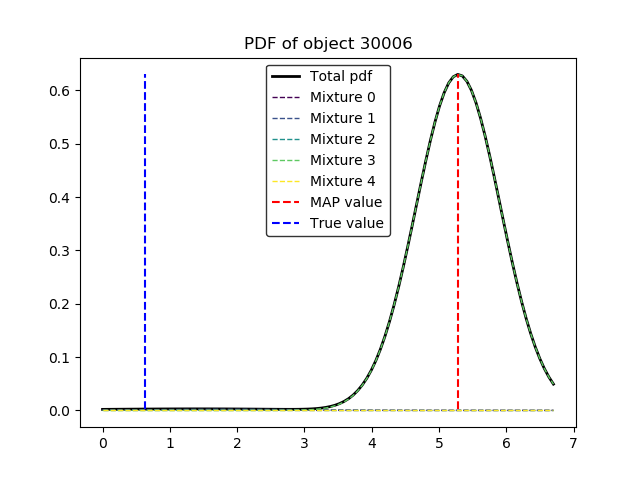 PDF of object 30006
Total pdf
Mixture 0
Mixture 1
Mixture 2
Mixture 3
Mixture 4
MAP value
True value
0.6
0.5
0.4
0.3
0.2
0.1
0.0
0 1 2 3 4 5 6 7